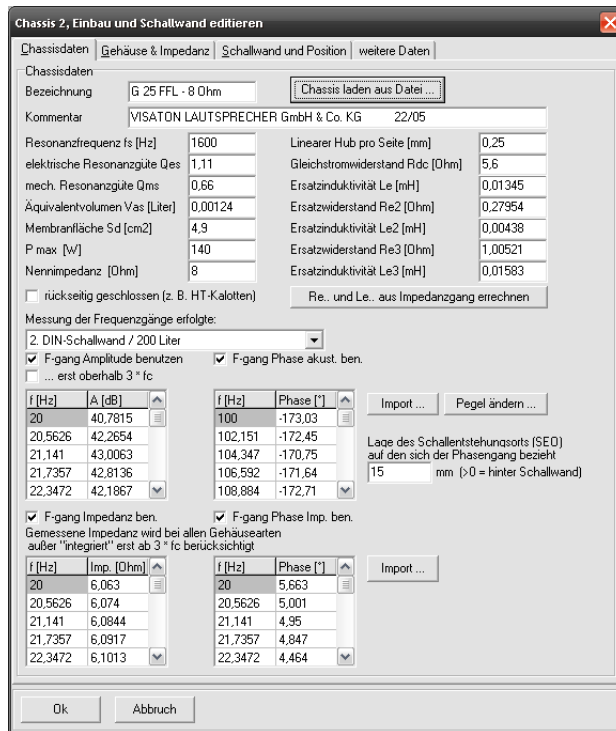 Chassis 2, Einbau und Schallwand editieren
Chassisdaten Gehäuse & Impedanz Schallwand und Position weitere Daten
Chassisdaten
Bezeichnung G 25 FFL - 8 Ohm Chassis laden aus Datei ...
Kommentar VISATON LAUTSPRECHER GmbH & Co. KG 22/05
Resonanzfrequenz fs [Hz] 1600 Linearer Hub pro Seite [mm] 0,25
elektrische Resonanzgüte Qes 1,11 Gleichstromwiderstand Rdc [Ohm] 5,6
mech. Resonanzgüte Qms 0,66 Ersatzinduktivität Le [mH] 0,01345
Äquivalentvolumen Vas [Liter] 0,00124 Ersatzwiderstand Re2 [Ohm] 0,27954
Membranfläche Sd [cm2] 4,9 Ersatzinduktivität Le2 [mH] 0,00438
P max [W] 140 Ersatzwiderstand Re3 [Ohm] 1,00521
Nennimpedanz [Ohm] 8 Ersatzinduktivität Le3 [mH] 0,01583
rückseitig geschlossen (z. B. HT-Kalotten) Re.. und Le.. aus Impedanzgang errechnen
Messung der Frequenzgänge erfolgte:
2. DIN-Schallwand / 200 Liter
F-gang Amplitude benutzen F-gang Phase akust. ben.
... erst oberhalb 3 * fc
f [Hz] A [dB] f [Hz] Phase [°] Import ... Pegel ändern ...
20 40,7815 100 -173,03
20,5626 42,2654 102,151 -172,45
21,141 43,0063 104,347 -170,75
21,7357 42,8136 106,592 -171,64
22,3472 42,1867 108,884 -172,71
Lage des Schallentstehungsorts (SEO)
auf den sich der Phasengang bezieht
15 mm (>0 = hinter Schallwand)
F-gang Impedanz ben. F-gang Phase Imp. ben.
Gemessene Impedanz wird bei allen Gehäusearten
außer "integriert" erst ab 3 * fc berücksichtigt
f [Hz] Imp. [Ohm] f [Hz] Phase [°] Import ...
20 6,063 20 5,663
20,5626 6,074 20,5626 5,001
21,141 6,0844 21,141 4,95
21,7357 6,0917 21,7357 4,847
22,3472 6,1013 22,3472 4,464
Ok Abbruch